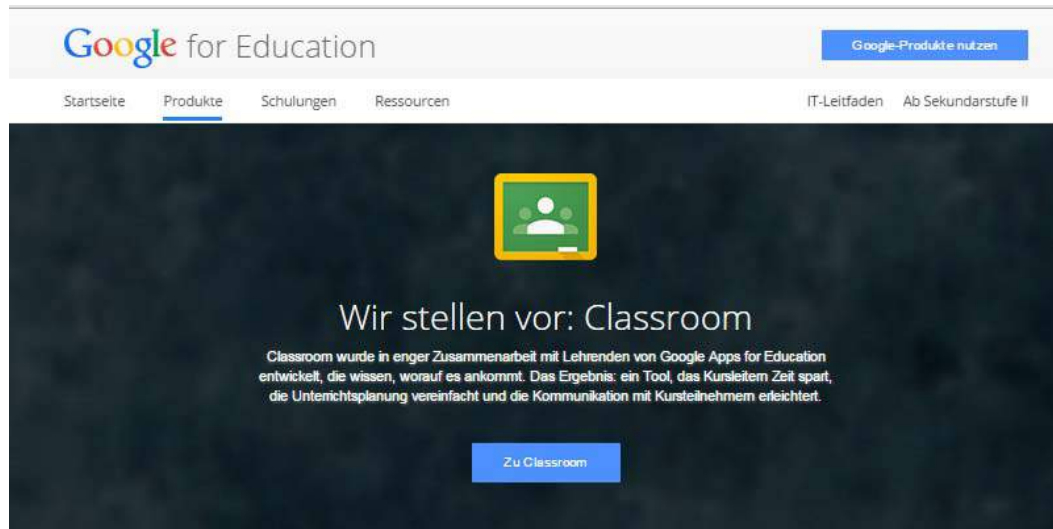 Google for Education
Google-Produkte nutzen
Startseite Produkte Schulungen Ressourcen IT-Leitfaden Ab Sekundarstufe II
Wir stellen vor: Classroom
Classroom wurde in enger Zusammenarbeit mit Lehrenden von Google Apps for Education
entwickelt, die wissen, worauf es ankommt. Das Ergebnis: ein Tool, das Kursleitern Zeit spart,
die Unterrichtsplanung vereinfacht und die Kommunikation mit Kursteilnehmern erleichtert.
Zu Classroom